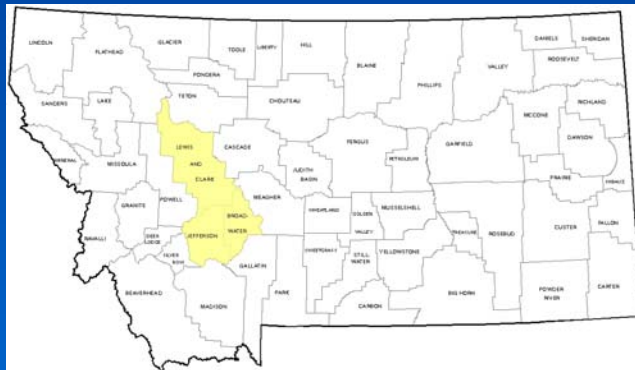 LINCOLN
FLATHEAD
GLACIER
TOOLE
LIBERTY
HILL
BLAINE
PHILLIPS
VALLEY
DANIELS
SHERIDAN
ROOSEVELT
PONDERA
TETON
CHOUTEAU
SANDERS
LAKE
MISSOULA
MINERAL
LEWIS
AND
CLARK
CASCADE
JUDITH
BASIN
FERGUS
PETROLEUM
GARFIELD
MCCONE
RICHLAND
DAWSON
PRAIRIE
WIBAUX
POWELL
GRANITE
RAVALLI
DEER
LODGE
SILVER
BOW
JEFFERSON
BROAD-
WATER
MEAGHER
WHEATLAND
GOLDEN
VALLEY
MUSSELSHELL
TREASURE
ROSEBUD
CUSTER
FALLON
BEAVERHEAD
MADISON
GALLATIN
PARK
SWEETGRASS
STILL
WATER
YELLOWSTONE
CARBON
BIG HORN
POWDER
RIVER
CARTER